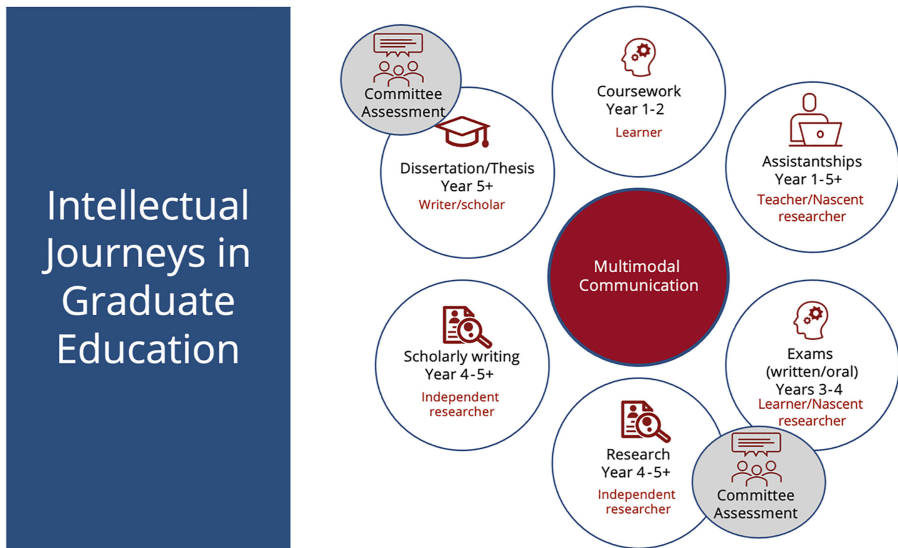 Intellectual
Journeys in
Graduate
Education
Committee
Assessment
Coursework
Year 1-2
Learner
Assistantships
Year 1-5+
Teacher/Nascent
researcher
Dissertation/Thesis
Year 5+
Writer/scholar
Multimodal
Communication
Exams
(written/oral)
Years 3-4
Learner/Nascent
researcher
Scholarly writing
Year 4-5+
Independent
researcher
Research
Year 4-5+
Independent
researcher
Committee
Assessment